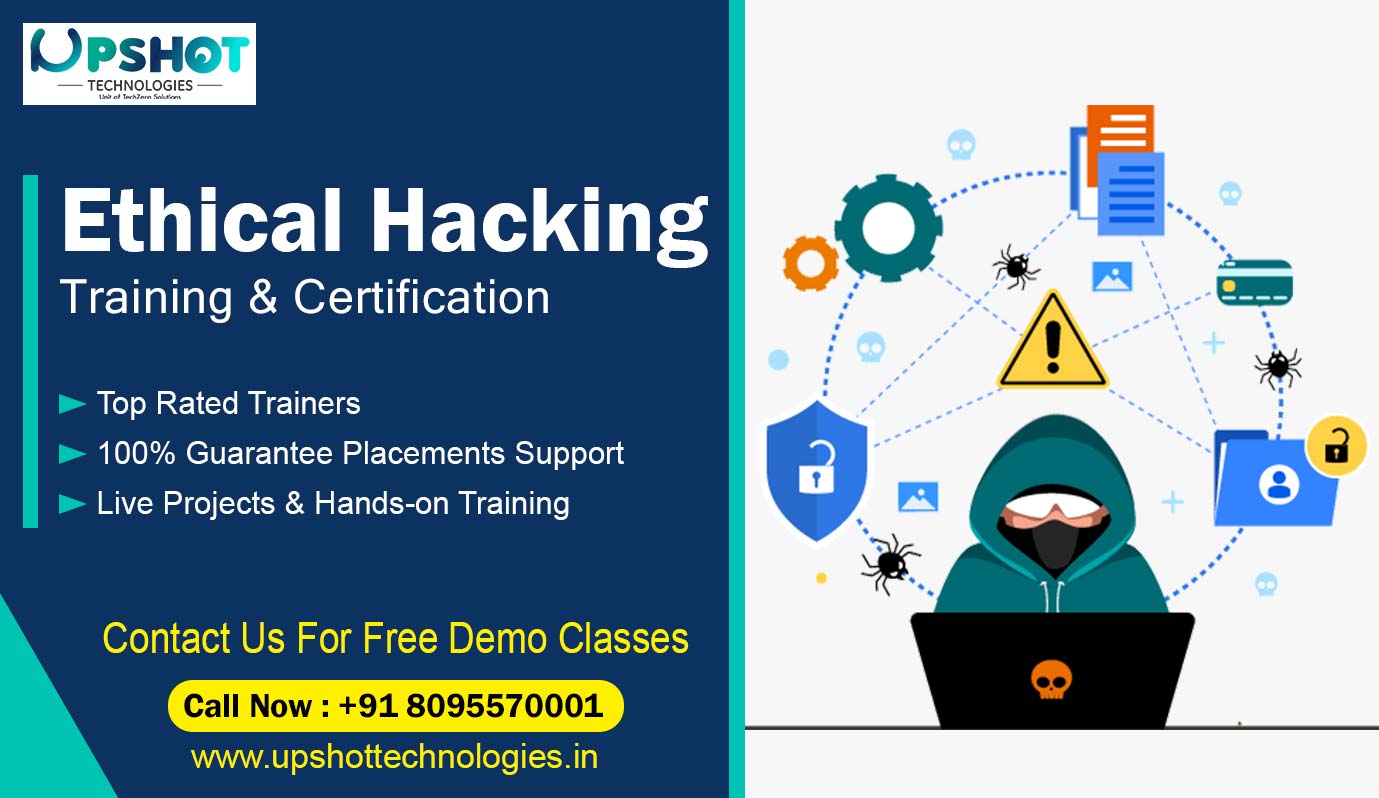 UPSHOT
TECHNOLOGIES
Unit of TechZero Solutions
Ethical Hacking
Training & Certification
Top Rated Trainers
100% Guarantee Placements Support
Live Projects & Hands-on Training
Contact Us For Free Demo Classes
Call Now : +91 8095570001
www.upshottechnologies.in